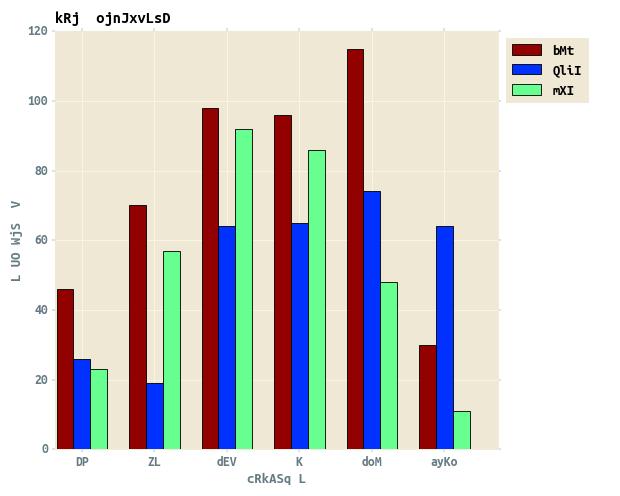 kRj  ojnJxvLsD
bMt
QliI
mXI
120
100
80
60
40
20
0
L UO WjS  V
DP ZL dEV K doM ayKo
cRkASq L